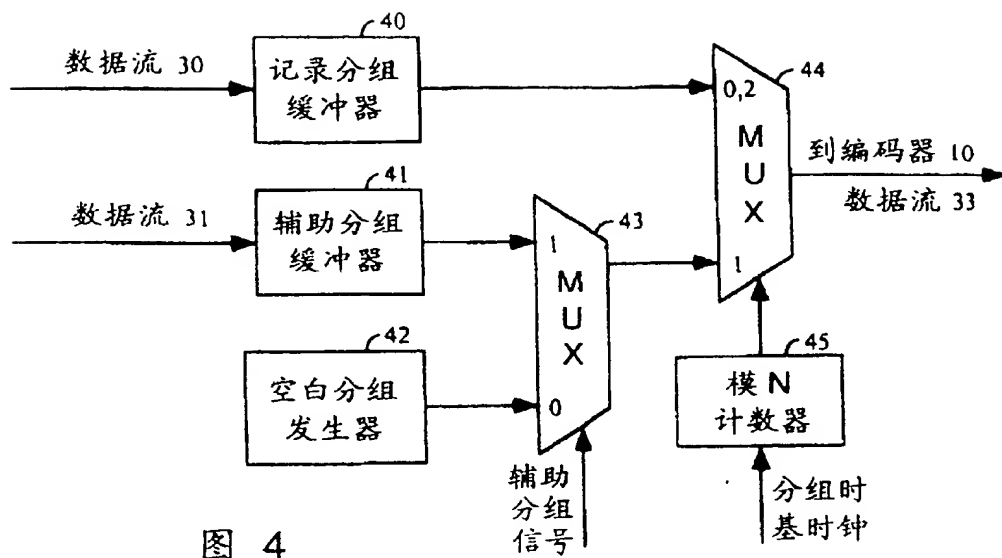 40
数据流 30
记录分组
缓冲器
44
0,2
MUX
到编码器 10
数据流 33
41
数据流 31
辅助分组
缓冲器
43
1
MUX
1
42
空白分组
发生器
0
45
模 N
计数器
辅助
分组
信号
分组时
基时钟
图 4